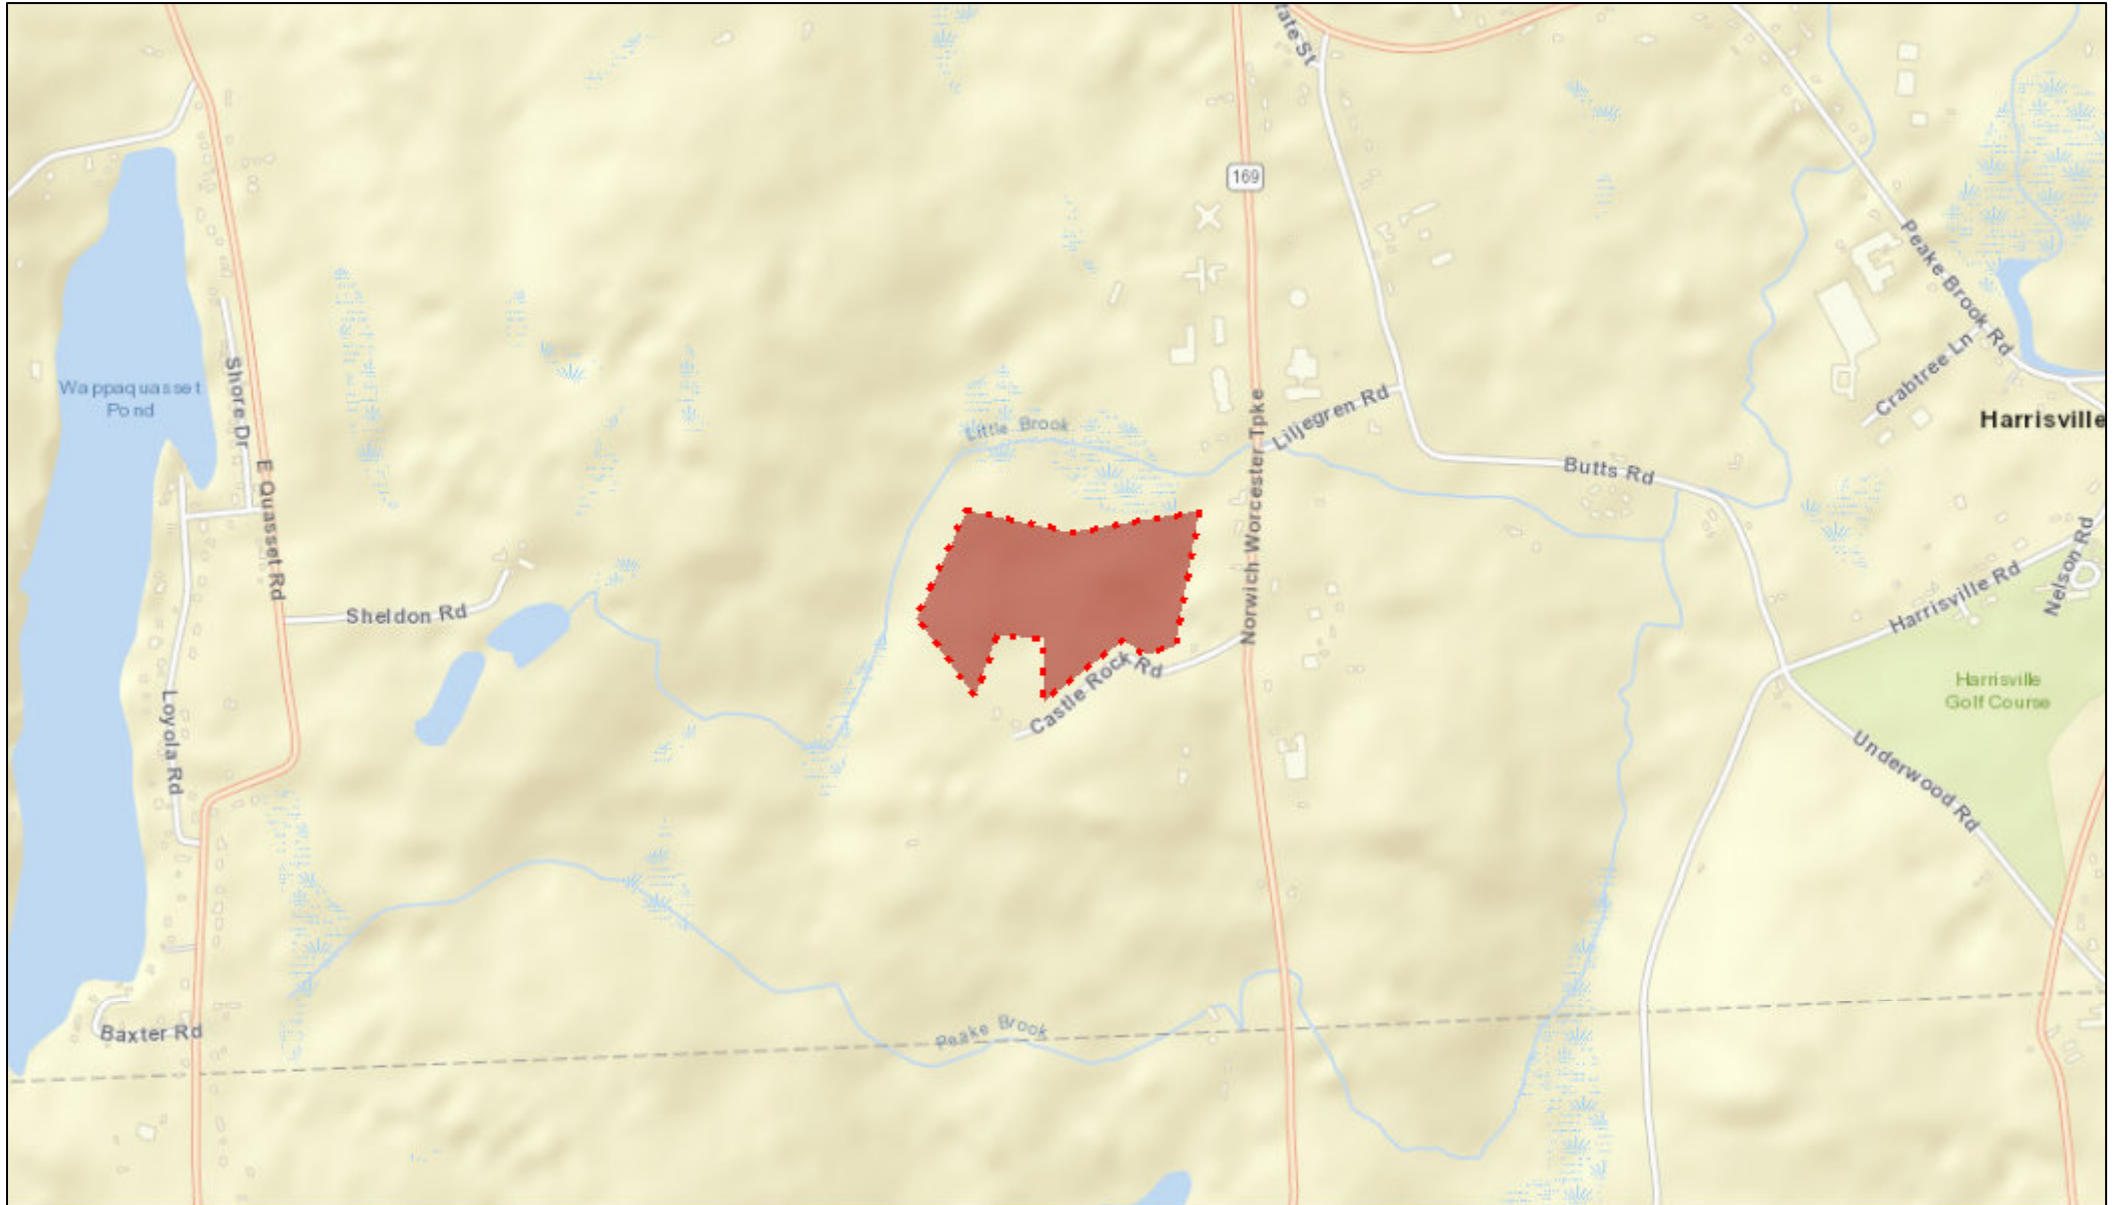 tate St
169
Peake Brook Rd
Wappaquasset
Pond
Shore Dr
Crabtree Ln
Harrisville
Little Brook
Liljegren Rd
Norwich Worcester Tpke
Butts Rd
E Quasset Rd
Nelson Rd
Sheldon Rd
Harrisville Rd
Castle Rock Rd
Harrisville
Golf Course
Loyola Rd
Underwood Rd
Baxter Rd
Peake Brook